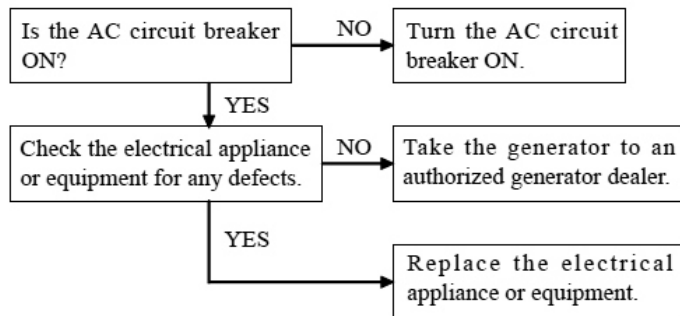 Is the AC circuit breaker
ON?
NO
Turn the AC circuit
breaker ON.
YES
Check the electrical appliance
or equipment for any defects.
NO
Take the generator to an
authorized generator dealer.
YES
Replace the electrical
appliance or equipment.